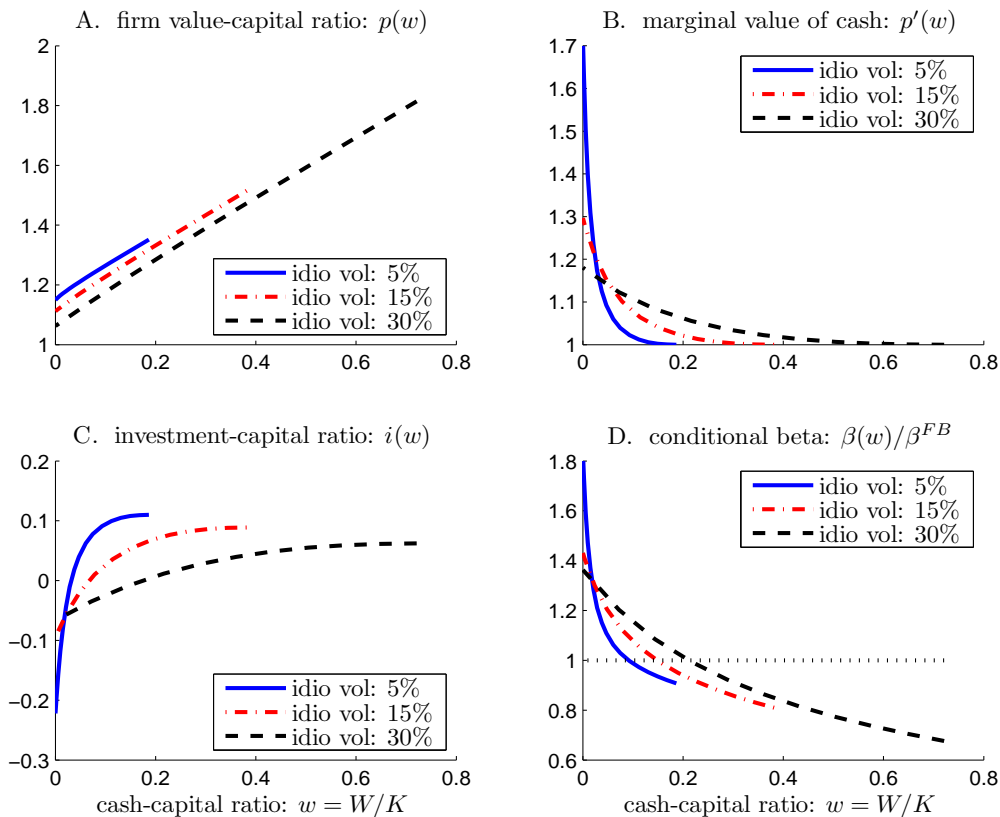 A. firm value-capital ratio: p(w)
2
1.8
1.6
1.4
1.2
1
0 0.2 0.4 0.6 0.8
idio vol: 5%
idio vol: 15%
idio vol: 30%
B. marginal value of cash: p′(w)
1.7
1.6
1.5
1.4
1.3
1.2
1.1
1
0 0.2 0.4 0.6 0.8
idio vol: 5%
idio vol: 15%
idio vol: 30%
C. investment-capital ratio: i(w)
0.2
0.1
0
−0.1
−0.2
−0.3
0 0.2 0.4 0.6 0.8
idio vol: 5%
idio vol: 15%
idio vol: 30%
cash-capital ratio: w = W/K
D. conditional beta: β(w)/β^FB
1.8
1.6
1.4
1.2
1
0.8
0.6
0 0.2 0.4 0.6 0.8
idio vol: 5%
idio vol: 15%
idio vol: 30%
cash-capital ratio: w = W/K